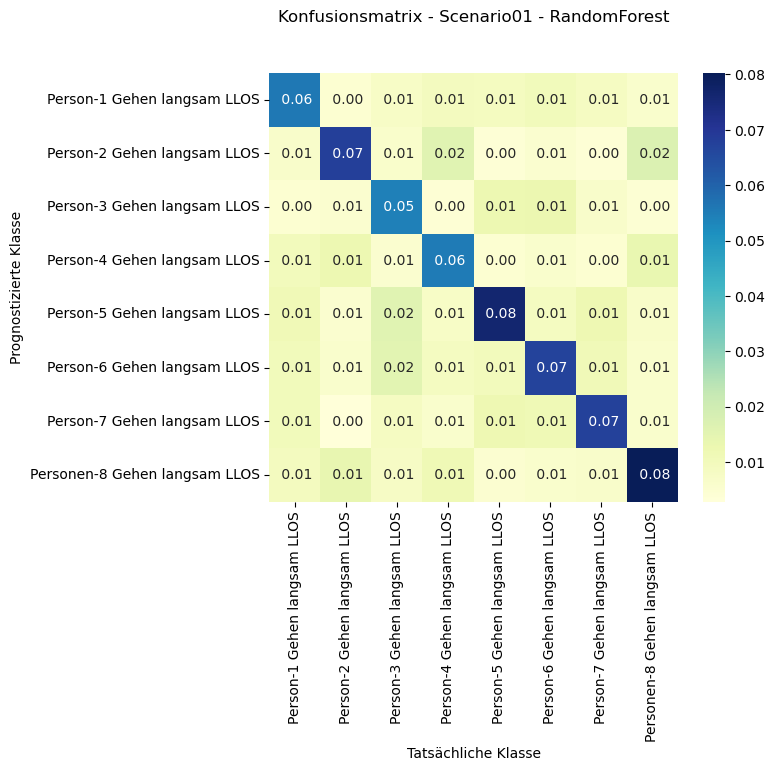 Konfusionsmatrix - Scenario01 - RandomForest
Prognostizierte Klasse
Person-1 Gehen langsam LLOS 0.06 0.00 0.01 0.01 0.01 0.01 0.01 0.01
Person-2 Gehen langsam LLOS 0.01 0.07 0.01 0.02 0.00 0.01 0.00 0.02
Person-3 Gehen langsam LLOS 0.00 0.01 0.05 0.00 0.01 0.01 0.01 0.00
Person-4 Gehen langsam LLOS 0.01 0.01 0.01 0.06 0.00 0.01 0.00 0.01
Person-5 Gehen langsam LLOS 0.01 0.01 0.02 0.01 0.08 0.01 0.01 0.01
Person-6 Gehen langsam LLOS 0.01 0.01 0.02 0.01 0.01 0.07 0.01 0.01
Person-7 Gehen langsam LLOS 0.01 0.00 0.01 0.01 0.01 0.01 0.07 0.01
Personen-8 Gehen langsam LLOS 0.01 0.01 0.01 0.01 0.00 0.01 0.01 0.08
Person-1 Gehen langsam LLOS
Person-2 Gehen langsam LLOS
Person-3 Gehen langsam LLOS
Person-4 Gehen langsam LLOS
Person-5 Gehen langsam LLOS
Person-6 Gehen langsam LLOS
Person-7 Gehen langsam LLOS
Personen-8 Gehen langsam LLOS
Tatsächliche Klasse
0.08
0.07
0.06
0.05
0.04
0.03
0.02
0.01